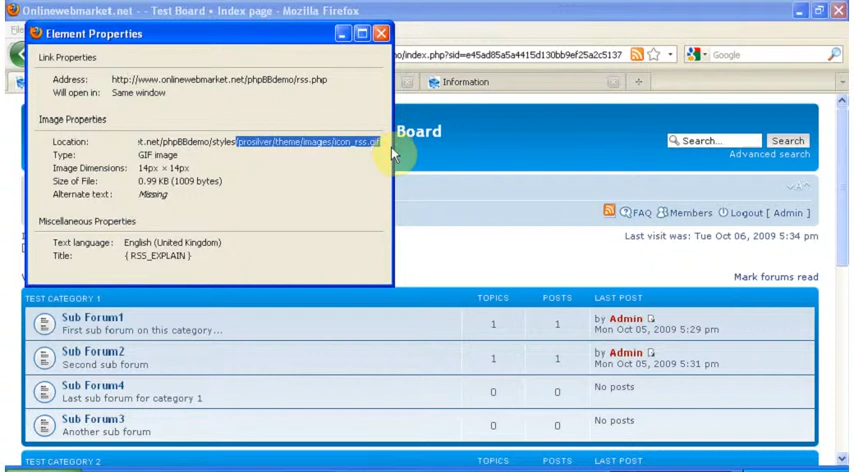 Onlinewebmarket.net - - Test Board • Index page - Mozilla Firefox
Element Properties
Link Properties
Address: http://www.onlinewebmarket.net/phpBBdemo/rss.php
Will open in: Same window
Image Properties
Location: :t.net/phpBBdemo/styles/prosilver/theme/images/icon_rss.gif
Type: GIF image
Image Dimensions: 14px × 14px
Size of File: 0.99 KB (1009 bytes)
Alternate text: Missing
Miscellaneous Properties
Text language: English (United Kingdom)
Title: { RSS_EXPLAIN }
mo/index.php?sid=e45ad85a5a4415d130bb9ef25a2c5137
Google
Information
Board
Search...
Search
Advanced search
FAQ Members Logout [ Admin ]
Last visit was: Tue Oct 06, 2009 5:34 pm
Mark forums read
TEST CATEGORY 1 TOPICS POSTS LAST POST
Sub Forum1
First sub forum on this category...
1 1
by Admin
Mon Oct 05, 2009 5:29 pm
Sub Forum2
Second sub forum
1 1
by Admin
Mon Oct 05, 2009 5:31 pm
Sub Forum4
Last sub forum for category 1
0 0
No posts
Sub Forum3
Another sub forum
0 0
No posts
TEST CATEGORY 2 TOPICS POSTS LAST POST